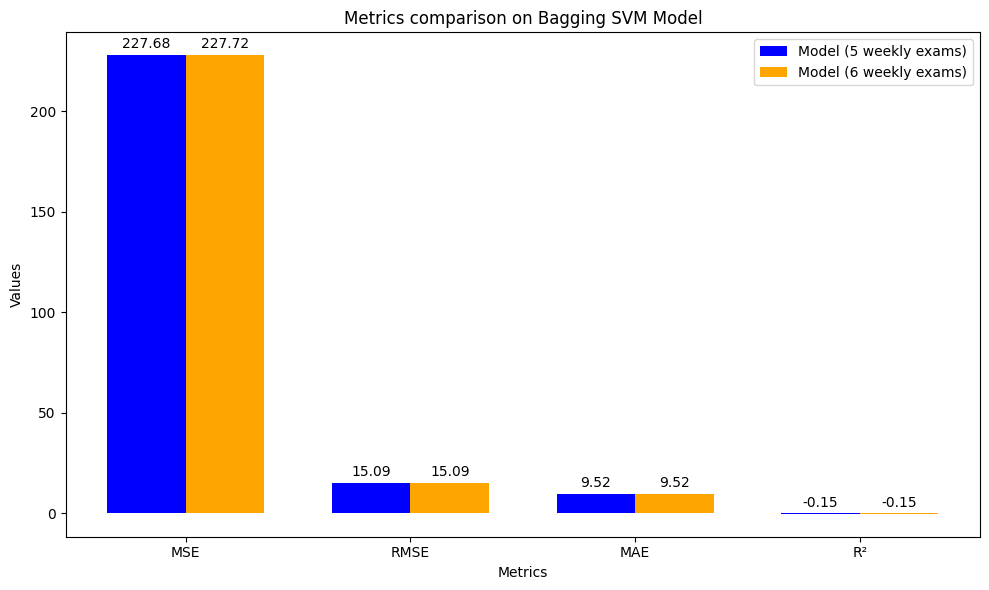 Metrics comparison on Bagging SVM Model
227.68 227.72
Model (5 weekly exams)
Model (6 weekly exams)
200
150
100
50
15.09 15.09
9.52 9.52
-0.15 -0.15
0
Values
MSE RMSE MAE R²
Metrics